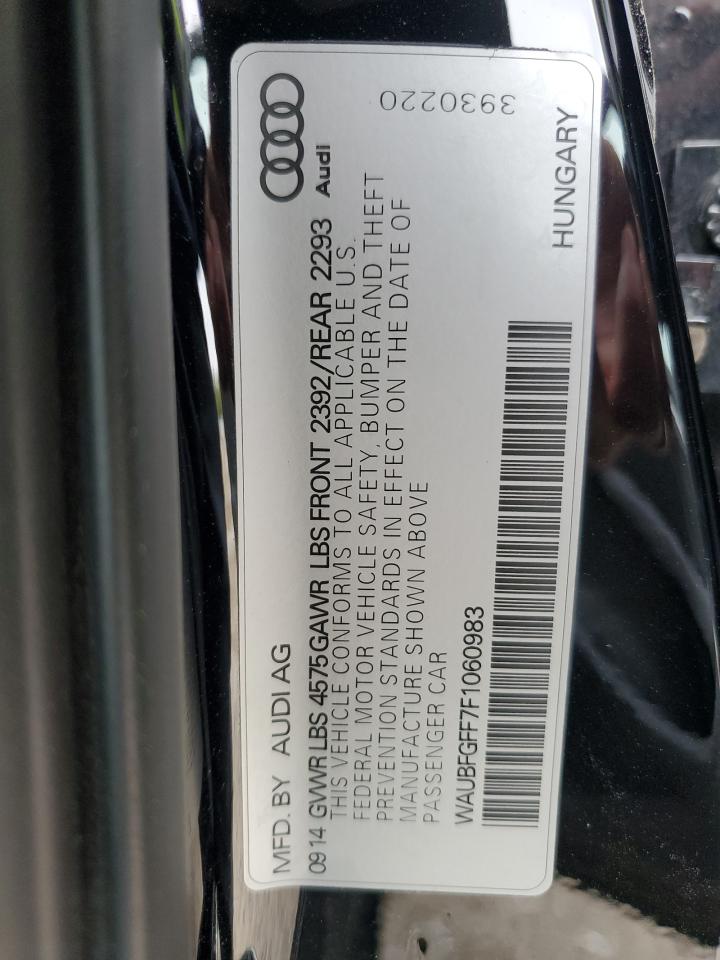 MFD. BY AUDI AG
Audi
0914 GVWR LBS 4575 GAWR LBS FRONT 2392/REAR 2293
THIS VEHICLE CONFORMS TO ALL APPLICABLE U.S.
FEDERAL MOTOR VEHICLE SAFETY, BUMPER AND THEFT
PREVENTION STANDARDS IN EFFECT ON THE DATE OF
MANUFACTURE SHOWN ABOVE
PASSENGER CAR
3930220
WAUBFGFF7F1060983
HUNGARY